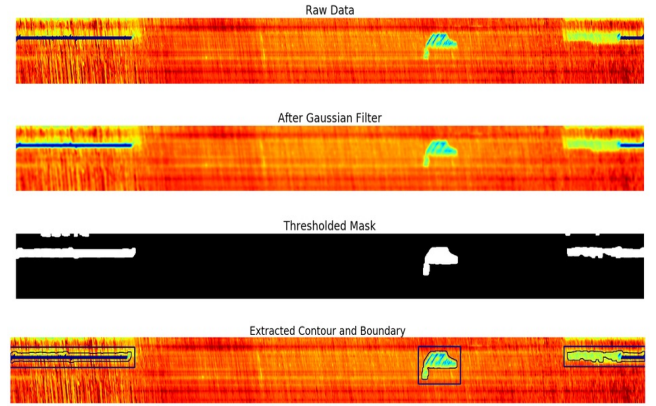 Raw Data
After Gaussian Filter
Thresholded Mask
Extracted Contour and Boundary